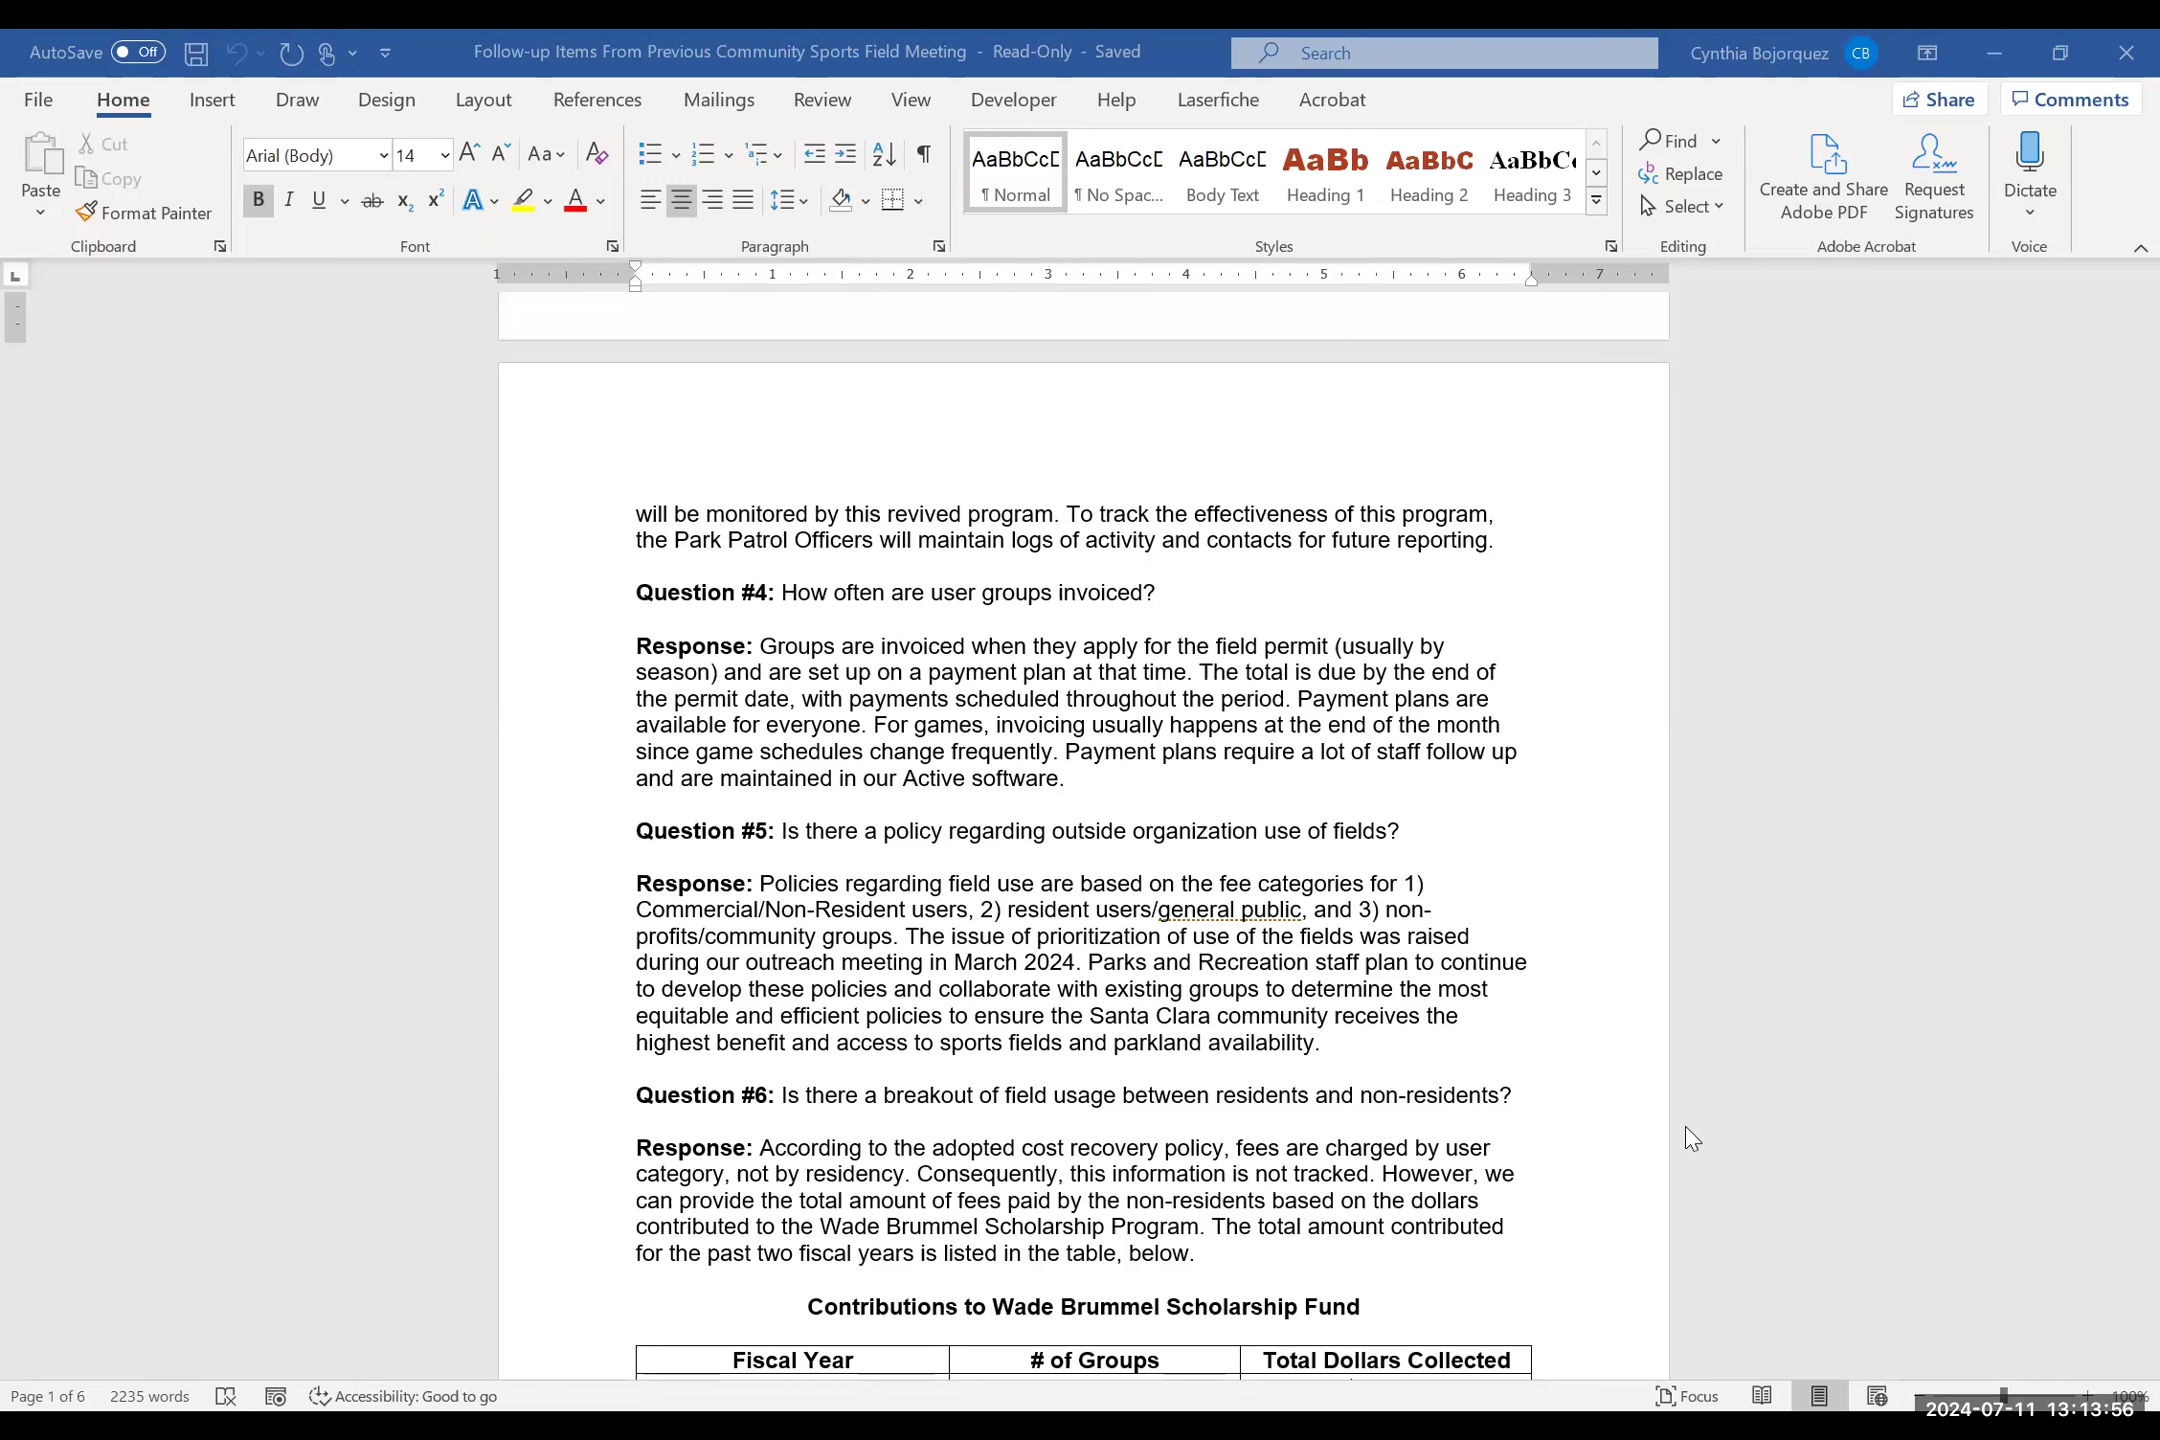 AutoSave Off
Follow-up Items From Previous Community Sports Field Meeting - Read-Only - Saved
Search
Cynthia Bojorquez CB
File Home Insert Draw Design Layout References Mailings Review View Developer Help Laserfiche Acrobat
Share Comments
Paste
Cut
Copy
Format Painter
Clipboard
Arial (Body) 14
Font
Paragraph
AaBbCcD AaBbCcD AaBbCcD AaBb AaBbC AaBbCc
¶ Normal ¶ No Spac... Body Text Heading 1 Heading 2 Heading 3
Styles
Find
Replace
Select
Editing
Create and Share
Adobe PDF
Request
Signatures
Adobe Acrobat
Dictate
Voice
1 1 2 3 4 5 6 7
will be monitored by this revived program. To track the effectiveness of this program,
the Park Patrol Officers will maintain logs of activity and contacts for future reporting.
Question #4: How often are user groups invoiced?
Response: Groups are invoiced when they apply for the field permit (usually by
season) and are set up on a payment plan at that time. The total is due by the end of
the permit date, with payments scheduled throughout the period. Payment plans are
available for everyone. For games, invoicing usually happens at the end of the month
since game schedules change frequently. Payment plans require a lot of staff follow up
and are maintained in our Active software.
Question #5: Is there a policy regarding outside organization use of fields?
Response: Policies regarding field use are based on the fee categories for 1)
Commercial/Non-Resident users, 2) resident users/general public, and 3) non-
profits/community groups. The issue of prioritization of use of the fields was raised
during our outreach meeting in March 2024. Parks and Recreation staff plan to continue
to develop these policies and collaborate with existing groups to determine the most
equitable and efficient policies to ensure the Santa Clara community receives the
highest benefit and access to sports fields and parkland availability.
Question #6: Is there a breakout of field usage between residents and non-residents?
Response: According to the adopted cost recovery policy, fees are charged by user
category, not by residency. Consequently, this information is not tracked. However, we
can provide the total amount of fees paid by the non-residents based on the dollars
contributed to the Wade Brummel Scholarship Program. The total amount contributed
for the past two fiscal years is listed in the table, below.
Contributions to Wade Brummel Scholarship Fund
Fiscal Year # of Groups Total Dollars Collected
Page 1 of 6 2235 words Accessibility: Good to go
Focus
100%
2024-07-11 13:13:56